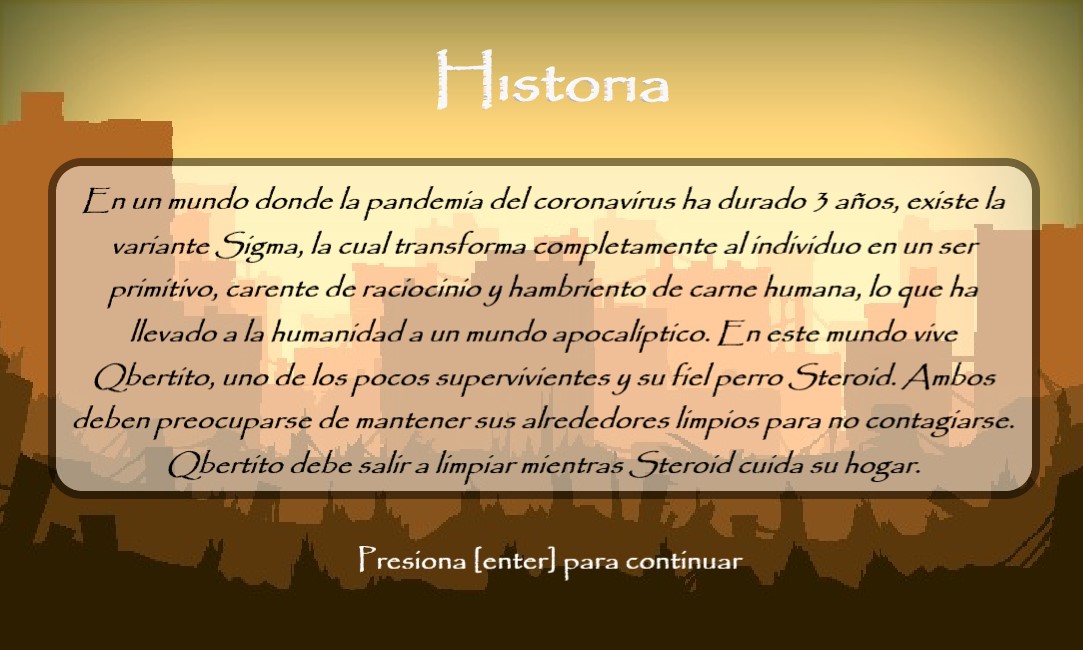 Historia
En un mundo donde la pandemia del coronavirus ha durado 3 años, existe la
variante Sigma, la cual transforma completamente al individuo en un ser
primitivo, carente de raciocinio y hambriento de carne humana, lo que ha
llevado a la humanidad a un mundo apocalíptico. En este mundo vive
Qbertito, uno de los pocos supervivientes y su fiel perro Steroid. Ambos
deben preocuparse de mantener sus alrededores limpios para no contagiarse.
Qbertito debe salir a limpiar mientras Steroid cuida su hogar.
Presiona [enter] para continuar